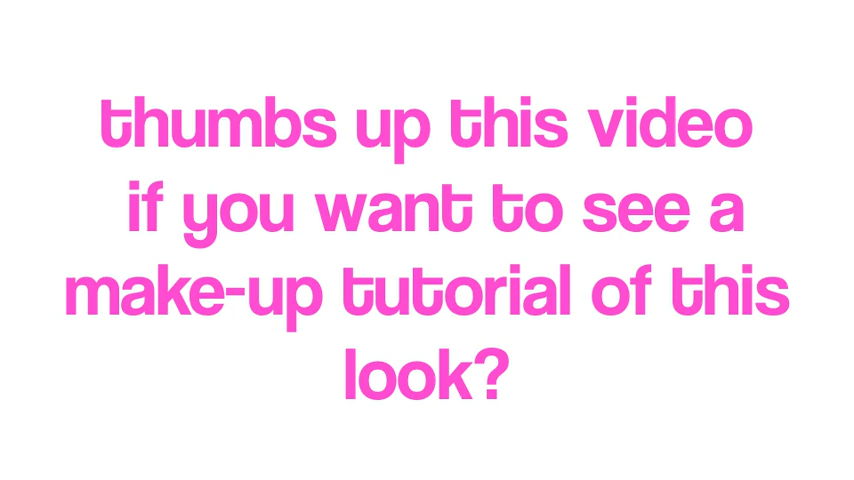 thumbs up this video
if you want to see a
make-up tutorial of this
look?